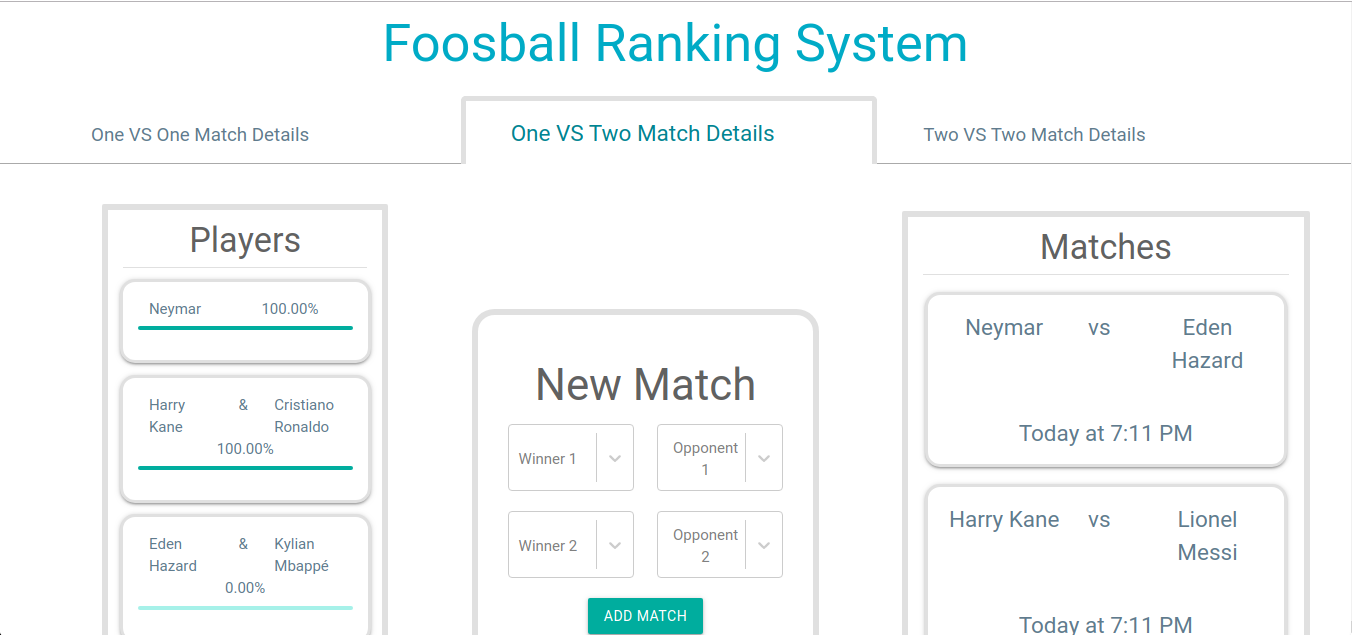 Foosball Ranking System
One VS One Match Details
One VS Two Match Details
Two VS Two Match Details
Players
Neymar 100.00%
Harry & Cristiano
Kane Ronaldo
100.00%
Eden & Kylian
Hazard Mbappé
0.00%
New Match
Winner 1
Opponent
1
Winner 2
Opponent
2
ADD MATCH
Matches
Neymar vs Eden
Hazard
Today at 7:11 PM
Harry Kane vs Lionel
Messi
Today at 7:11 PM